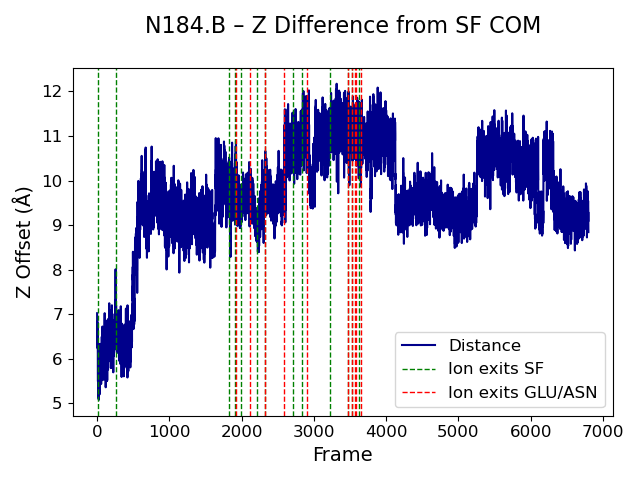 N184.B – Z Difference from SF COM
Z Offset (Å)
12
11
10
9
8
7
6
5
0
1000
2000
3000
4000
5000
6000
7000
Frame
Distance
Ion exits SF
Ion exits GLU/ASN